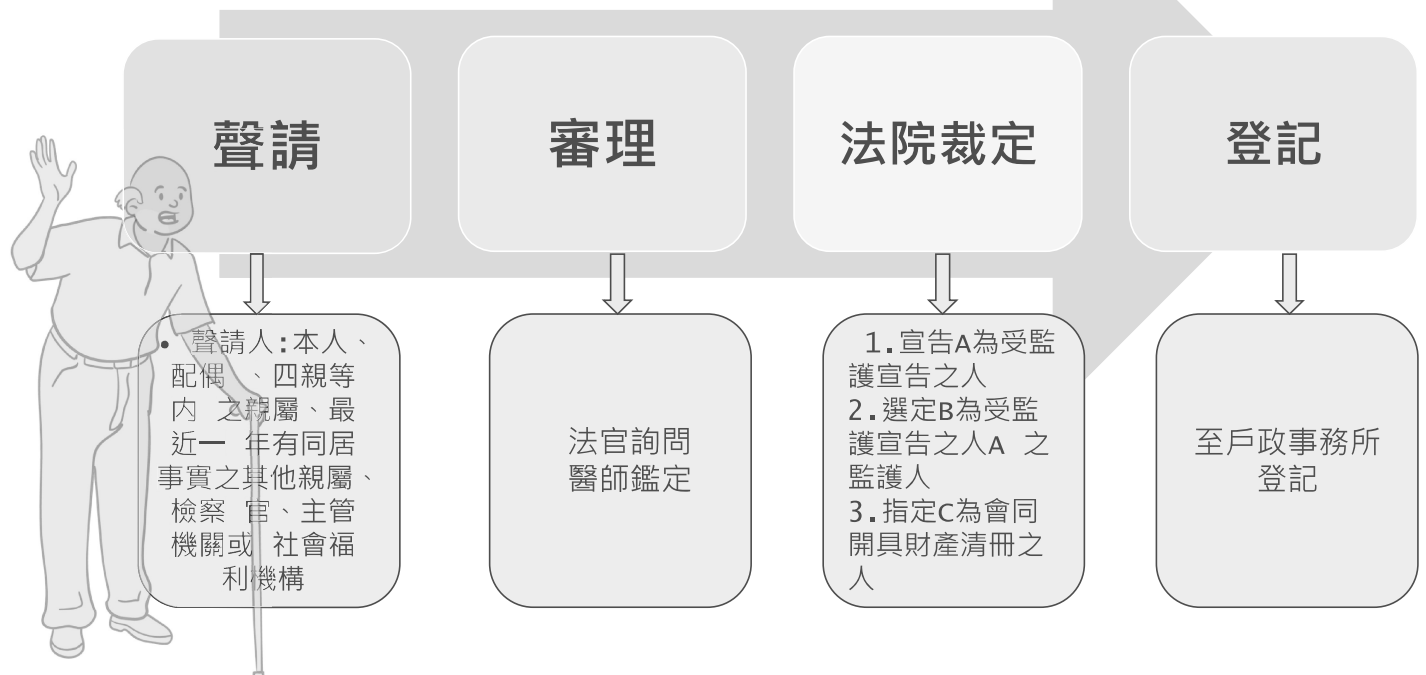 聲請
審理
法院裁定
登記
• 聲請人:本人、
配偶 、四親等
內 之親屬、最
近一 年有同居
事實之其他親屬、
檢察 官、主管
機關或 社會福
利機構
法官詢問
醫師鑑定
1.宣告A為受監
護宣告之人
2.選定B為受監
護宣告之人A 之
監護人
3.指定C為會同
開具財產清冊之
人
至戶政事務所
登記